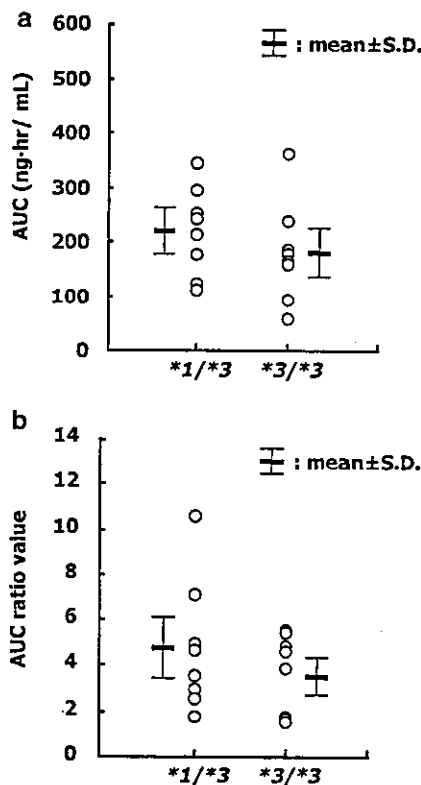 a
AUC (ng·hr/ mL)
600
500
400
300
200
100
0
: mean±S.D.
*1/*3 *3/*3
b
AUC ratio value
14
12
10
8
6
4
2
0
: mean±S.D.
*1/*3 *3/*3